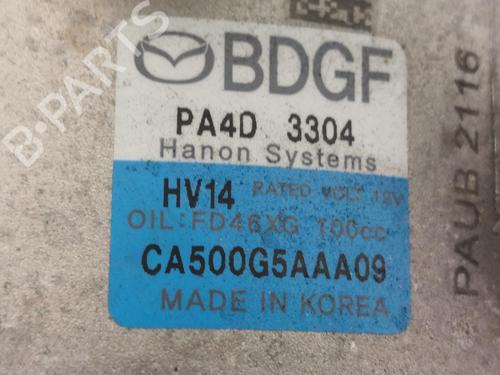 BDGF
PA4D 3304
Hanon Systems
HV14 RATED VOLT 12V
OIL:FD46XG 100cc
CA500G5AAA09
MADE IN KOREA
PAUB 2116
B-PARTS